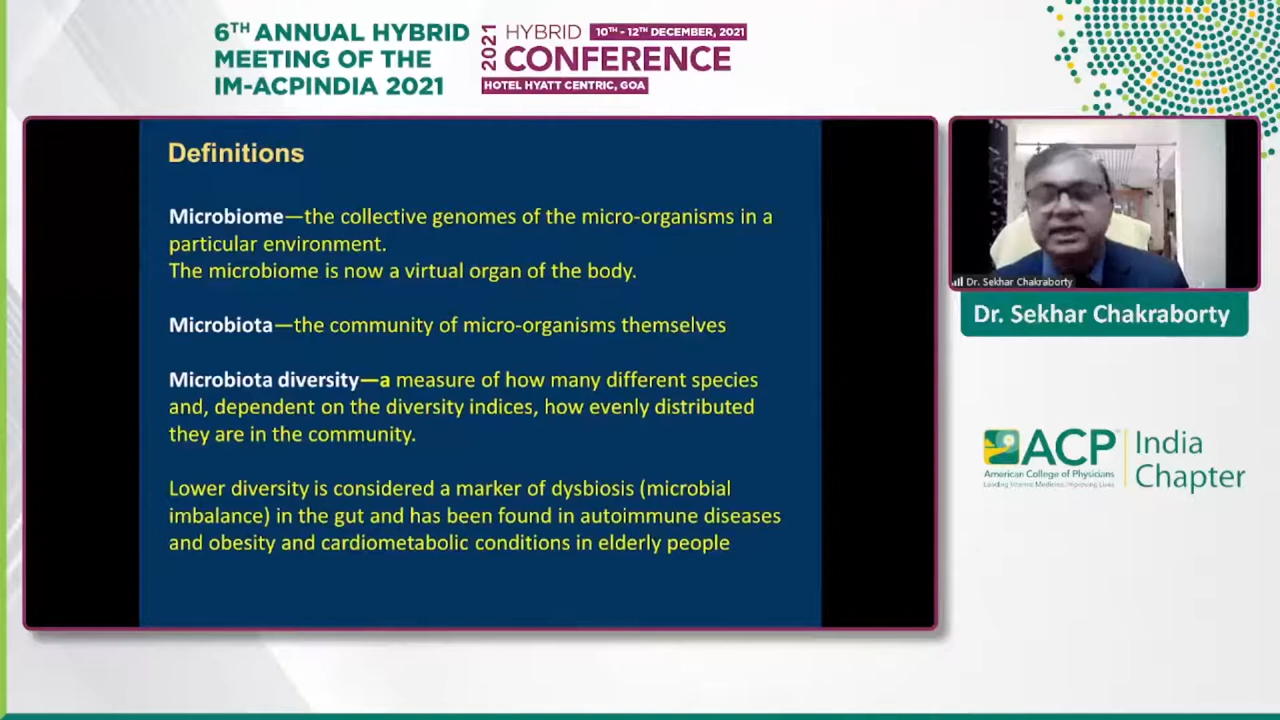 6TH ANNUAL HYBRID
MEETING OF THE
IM-ACPINDIA 2021
2021
HYBRID 10TH - 12TH DECEMBER, 2021
CONFERENCE
HOTEL HYATT CENTRIC, GOA
Definitions
Microbiome—the collective genomes of the micro-organisms in a
particular environment.
The microbiome is now a virtual organ of the body.
Microbiota—the community of micro-organisms themselves
Microbiota diversity—a measure of how many different species
and, dependent on the diversity indices, how evenly distributed
they are in the community.
Lower diversity is considered a marker of dysbiosis (microbial
imbalance) in the gut and has been found in autoimmune diseases
and obesity and cardiometabolic conditions in elderly people
Dr. Sekhar Chakraborty
Dr. Sekhar Chakraborty
ACP
American College of Physicians
Leading Internal Medicine, Improving Lives
India
Chapter